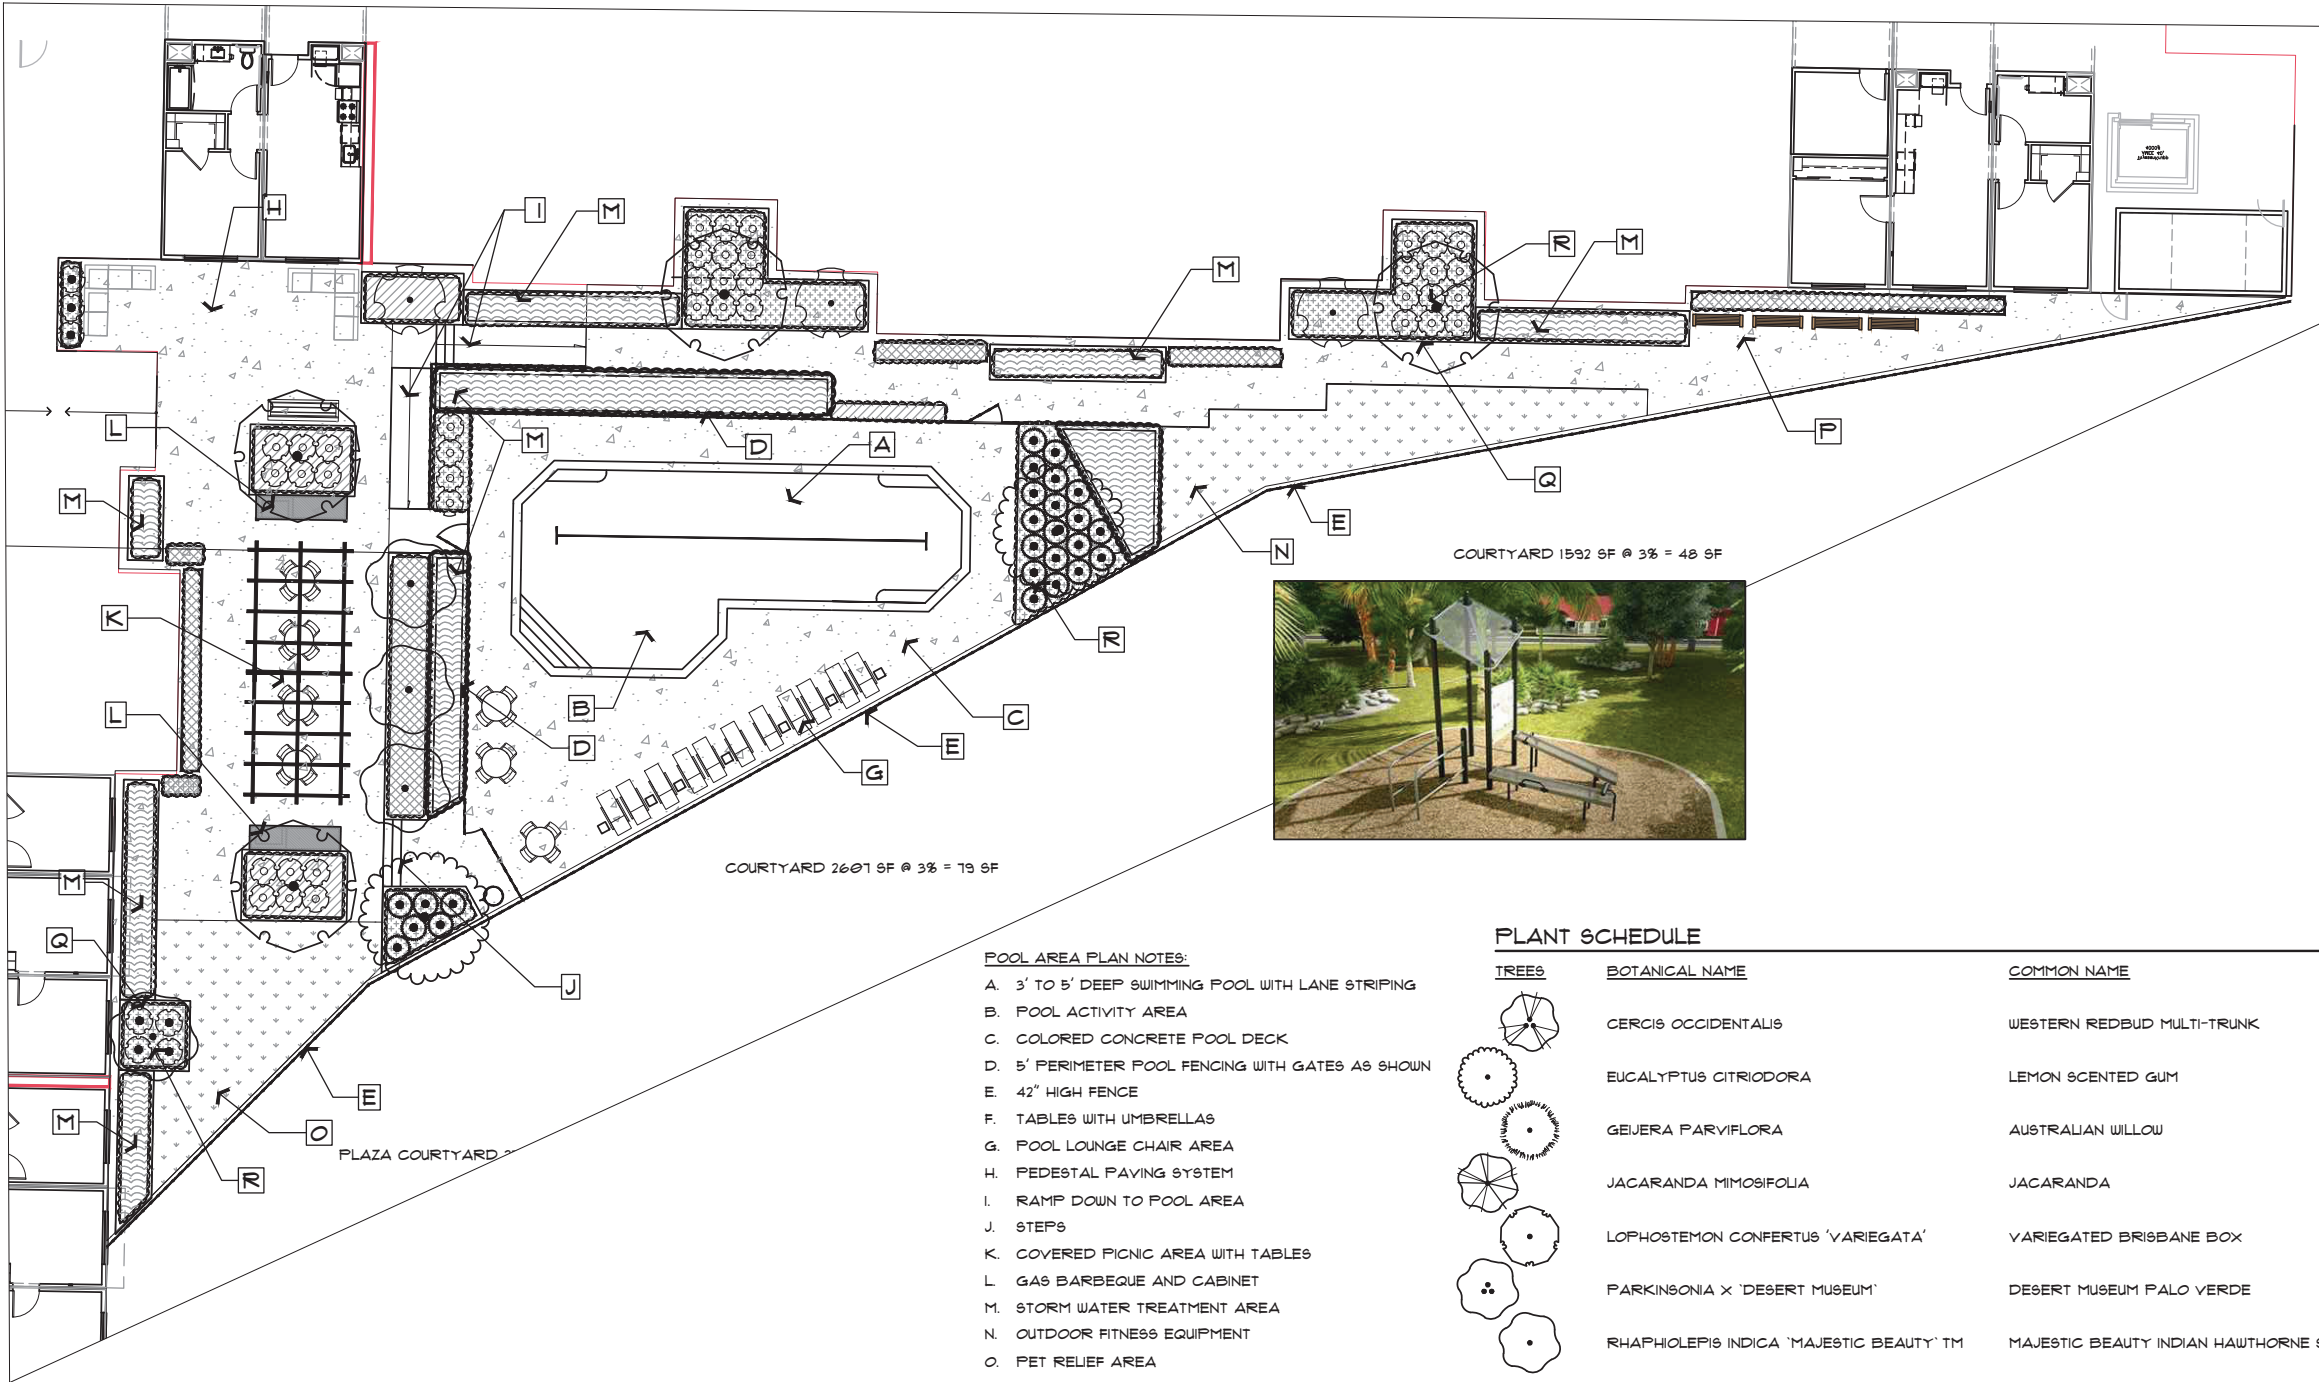 H
I
M
M
R
M
L
D
M
A
P
M
Q
E
N
COURTYARD 1592 SF @ 3% = 48 SF
K
R
L
B
C
D
E
G
COURTYARD 2607 SF @ 3% = 79 SF
M
Q
J
E
M
O
R
PLAZA COURTYARD
POOL AREA PLAN NOTES:
A. 3' TO 5' DEEP SWIMMING POOL WITH LANE STRIPING
B. POOL ACTIVITY AREA
C. COLORED CONCRETE POOL DECK
D. 5' PERIMETER POOL FENCING WITH GATES AS SHOWN
E. 42" HIGH FENCE
F. TABLES WITH UMBRELLAS
G. POOL LOUNGE CHAIR AREA
H. PEDESTAL PAVING SYSTEM
I. RAMP DOWN TO POOL AREA
J. STEPS
K. COVERED PICNIC AREA WITH TABLES
L. GAS BARBEQUE AND CABINET
M. STORM WATER TREATMENT AREA
N. OUTDOOR FITNESS EQUIPMENT
O. PET RELIEF AREA
PLANT SCHEDULE
TREES BOTANICAL NAME COMMON NAME
CERCIS OCCIDENTALIS WESTERN REDBUD MULTI-TRUNK
EUCALYPTUS CITRIODORA LEMON SCENTED GUM
GEIJERA PARVIFLORA AUSTRALIAN WILLOW
JACARANDA MIMOSIFOLIA JACARANDA
LOPHOSTEMON CONFERTUS 'VARIEGATA' VARIEGATED BRISBANE BOX
PARKINSONIA X `DESERT MUSEUM` DESERT MUSEUM PALO VERDE
RHAPHIOLEPIS INDICA `MAJESTIC BEAUTY` TM MAJESTIC BEAUTY INDIAN HAWTHORNE